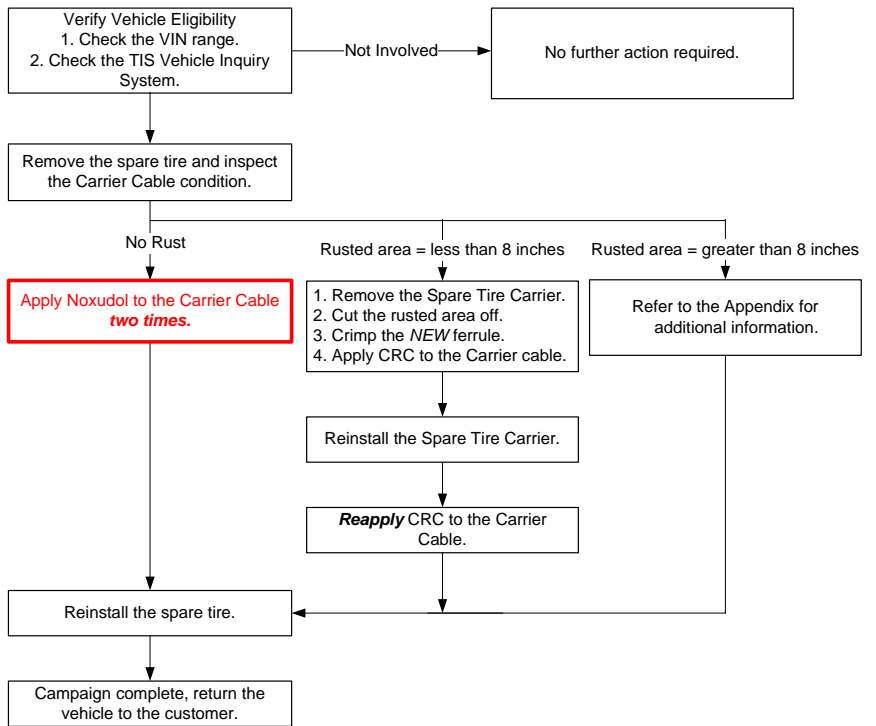 Verify Vehicle Eligibility
1. Check the VIN range.
2. Check the TIS Vehicle Inquiry
System.
Not Involved
No further action required.
Remove the spare tire and inspect
the Carrier Cable condition.
No Rust
Rusted area = less than 8 inches
Rusted area = greater than 8 inches
Apply Noxudol to the Carrier Cable
two times.
1. Remove the Spare Tire Carrier.
2. Cut the rusted area off.
3. Crimp the NEW ferrule.
4. Apply CRC to the Carrier cable.
Refer to the Appendix for
additional information.
Reinstall the Spare Tire Carrier.
Reapply CRC to the Carrier
Cable.
Reinstall the spare tire.
Campaign complete, return the
vehicle to the customer.